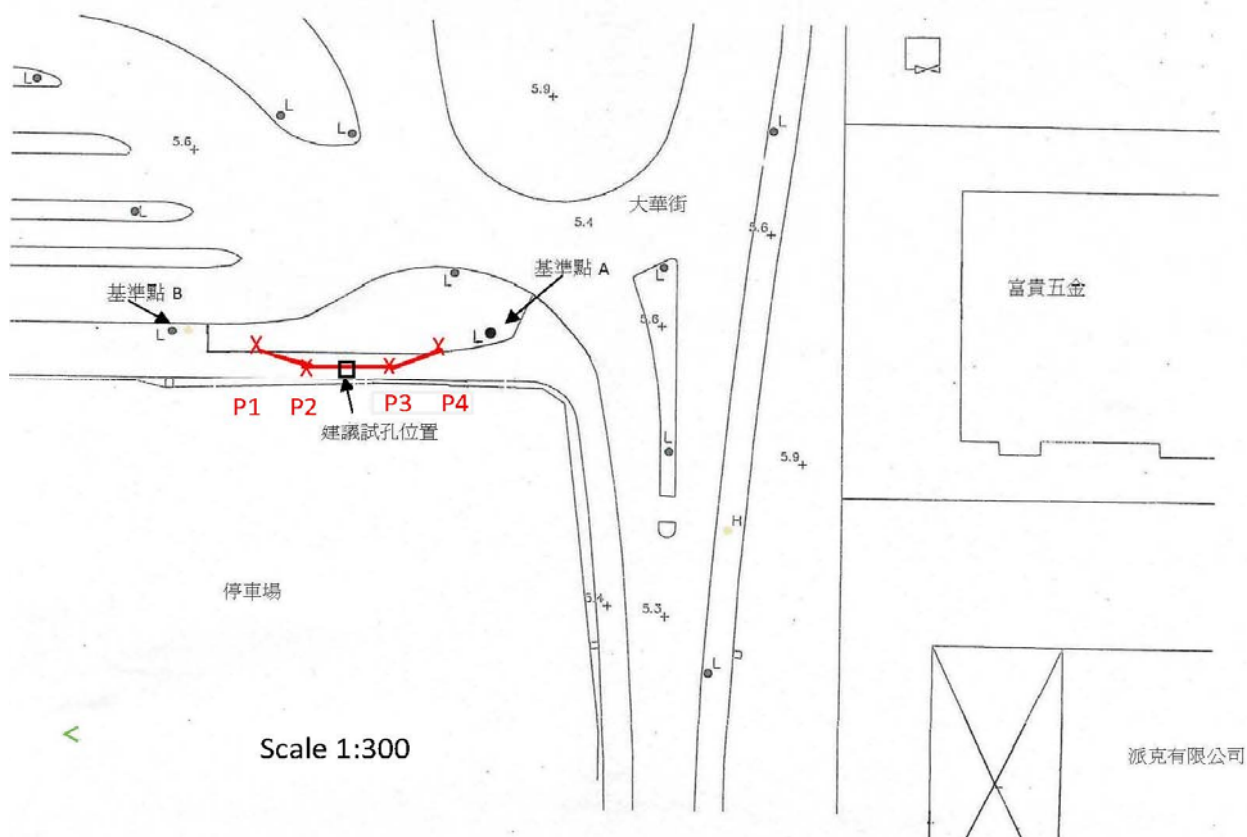 L
L
L
5.9
L
5.6
L
大華街
5.4
5.6
L
L
基準點 A
基準點 B
富貴五金
5.6
L
L
P1
P2
P3
P4
建議試孔位置
L
5.9
H
停車場
5.4
5.3
L
Scale 1:300
派克有限公司